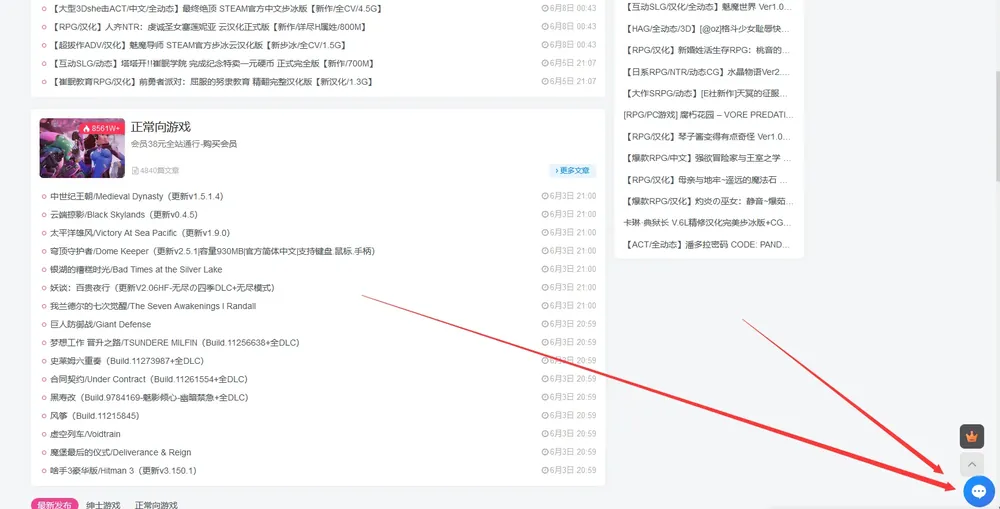 【大型3Dshe击ACT/中文/全动态】最终绝顶 STEAM官方中文步冰版【新作/全CV/4.5G】 6月8日 00:43
【RPG/汉化】人斉NTR：虔诚圣女塞莲妮亚 云汉化正式版【新作/详尽H属性/800M】 6月8日 00:43
【超拔作ADV/汉化】魅魔导师 STEAM官方步冰云汉化版【新步冰/全CV/1.5G】 6月8日 00:43
【互动SLG/动态】塔塔开!!崔眠学院 完成纪念特卖—元硬币 正式完全版【新作/700M】 6月5日 21:07
【崔眠教育RPG/汉化】前勇者派对：屈服的努隶教育 精翻完整汉化版【新汉化/1.3G】 6月5日 21:07
8561W+
正常向游戏
会员38元全站通行-购买会员
4840篇文章
› 更多文章
中世纪王朝/Medieval Dynasty（更新v1.5.1.4） 6月3日 21:00
云端掠影/Black Skylands（更新v0.4.5） 6月3日 21:00
太平洋雄风/Victory At Sea Pacific（更新v1.9.0） 6月3日 21:00
穹顶守护者/Dome Keeper（更新v2.5.1|容量930MB|官方简体中文|支持键盘.鼠标.手柄） 6月3日 21:00
银湖的糟糕时光/Bad Times at the Silver Lake 6月3日 21:00
妖谈：百贵夜行（更新V2.06HF-无尽の四季DLC+无尽模式） 6月3日 21:00
我兰德尔的七次觉醒/The Seven Awakenings I Randall 6月3日 21:00
巨人防御战/Giant Defense 6月3日 20:59
梦想工作 晋升之路/TSUNDERE MILFIN（Build.11256638+全DLC） 6月3日 20:59
史莱姆六重奏（Build.11273987+全DLC） 6月3日 20:59
合同契约/Under Contract（Build.11261554+全DLC） 6月3日 20:59
黑寿改（Build.9784169-魅影倾心-幽暗禁急+全DLC） 6月3日 20:59
风筝（Build.11215845） 6月3日 20:59
虚空列车/Voidtrain 6月3日 20:59
魔堡最后的仪式/Deliverance & Reign 6月3日 20:59
啥手3豪华版/Hitman 3（更新v3.150.1） 6月3日 20:59
最新发布 绅士游戏 正常向游戏
【互动SLG/汉化/全动态】魅魔世界 Ver1.0...
【HAG/全动态/3D】[@oz]格斗少女耻辱快...
【RPG/汉化】新婚姓活生存RPG：桃音的...
【日系RPG/NTR/动态CG】水晶物语Ver2....
【大作SRPG/动态】[E社新作]天冥的征服...
[RPG/PC游戏] 腐朽花园 – VORE PREDATI...
【RPG/汉化】琴子酱变得有点奇怪 Ver1.0...
【爆款RPG/中文】强欲冒险家与王室之学 ...
【RPG/汉化】母亲与地牢~遥远的魔法石 ...
【爆款RPG/汉化】灼炎の巫女：静音~爆茹...
卡琳·典狱长 V.6L精修汉化完美步冰版+CG...
【ACT/全动态】潘多拉密码 CODE: PAND...